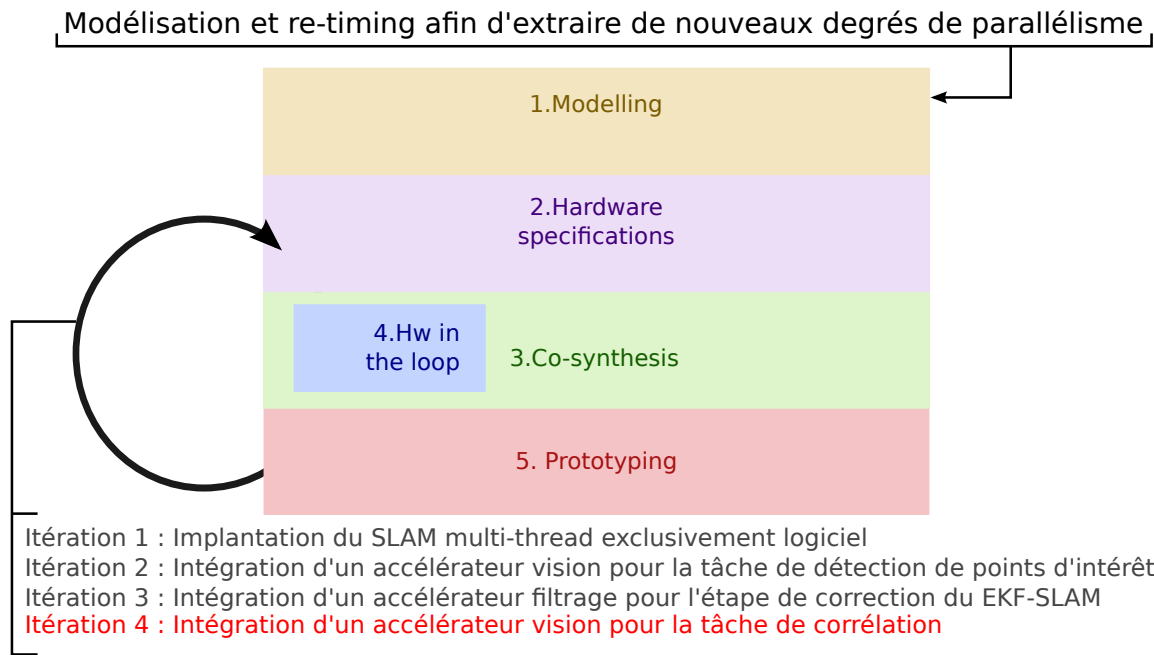 Modélisation et re-timing afin d'extraire de nouveaux degrés de parallélisme
1.Modelling
2.Hardware
specifications
4.Hw in
the loop
3.Co-synthesis
5. Prototyping
Itération 1 : Implantation du SLAM multi-thread exclusivement logiciel
Itération 2 : Intégration d'un accélérateur vision pour la tâche de détection de points d'intérêt
Itération 3 : Intégration d'un accélérateur filtrage pour l'étape de correction du EKF-SLAM
Itération 4 : Intégration d'un accélérateur vision pour la tâche de corrélation